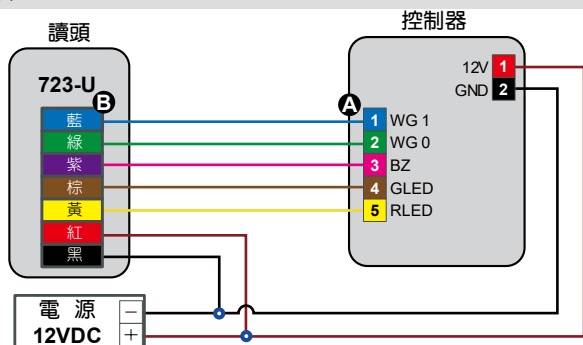 讀頭
控制器
723-U
B
藍
綠
紫
棕
黃
紅
黑
A
1 WG 1
2 WG 0
3 BZ
4 GLED
5 RLED
12V 1
GND 2
電 源 −
12VDC +